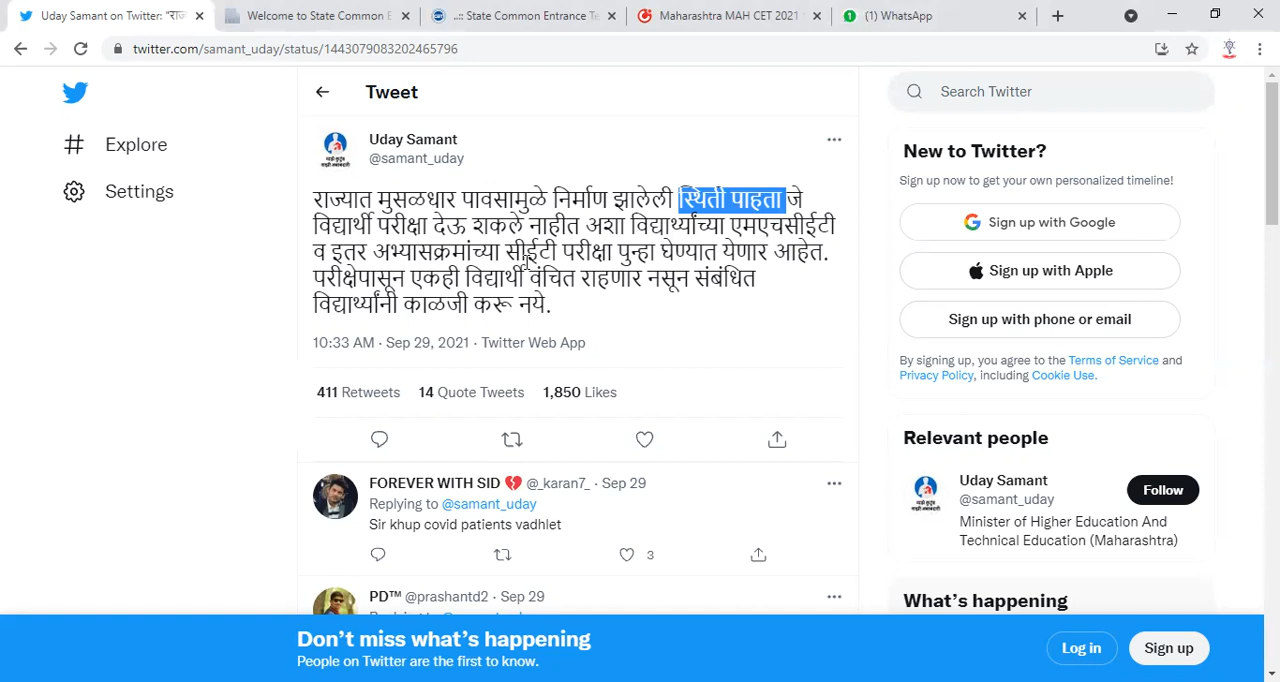 Uday Samant on Twitter: "राज
Welcome to State Common E
..:: State Common Entrance Te
Maharashtra MAH CET 2021
(1) WhatsApp
twitter.com/samant_uday/status/1443079083202465796
Tweet
Search Twitter
Explore
Settings
Uday Samant
@samant_uday
राज्यात मुसळधार पावसामुळे निर्माण झालेली स्थिती पाहता जे
विद्यार्थी परीक्षा देऊ शकले नाहीत अशा विद्यार्थ्यांच्या एमएचसीईटी
व इतर अभ्यासक्रमांच्या सीईटी परीक्षा पुन्हा घेण्यात येणार आहेत.
परीक्षेपासून एकही विद्यार्थी वंचित राहणार नसून संबंधित
विद्यार्थ्यांनी काळजी करू नये.
10:33 AM · Sep 29, 2021 · Twitter Web App
411 Retweets 14 Quote Tweets 1,850 Likes
FOREVER WITH SID 💔 @_karan7_ · Sep 29
Replying to @samant_uday
Sir khup covid patients vadhlet
3
PD™ @prashantd2 · Sep 29
New to Twitter?
Sign up now to get your own personalized timeline!
Sign up with Google
Sign up with Apple
Sign up with phone or email
By signing up, you agree to the Terms of Service and
Privacy Policy, including Cookie Use.
Relevant people
Uday Samant
@samant_uday
Follow
Minister of Higher Education And
Technical Education (Maharashtra)
What's happening
Don't miss what's happening
People on Twitter are the first to know.
Log in
Sign up